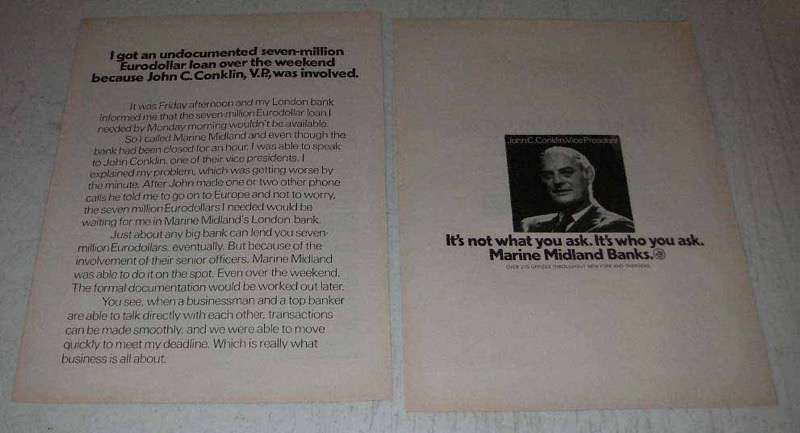 I got an undocumented seven-million
Eurodollar loan over the weekend
because John C. Conklin, V.P., was involved.
It was Friday afternoon and my London bank
informed me that the seven-million Eurodollar loan I
needed by Monday morning wouldn't be available.
So I called Marine Midland and even though the
bank had been closed for an hour, I was able to speak
to John Conklin, one of their vice presidents. I
explained my problem, which was getting worse by
the minute. After John made one or two other phone
calls he told me to go on to Europe and not to worry,
the seven million Eurodollars I needed would be
waiting for me in Marine Midland's London bank.
Just about any big bank can lend you seven-
million Eurodollars, eventually. But because of the
involvement of their senior officers, Marine Midland
was able to do it on the spot. Even over the weekend.
The formal documentation would be worked out later.
You see, when a businessman and a top banker
are able to talk directly with each other, transactions
can be made smoothly, and we were able to move
quickly to meet my deadline. Which is really what
business is all about.
John C. Conklin, Vice President
It's not what you ask. It's who you ask.
Marine Midland Banks.
OVER 275 OFFICES THROUGHOUT NEW YORK AND OVERSEAS.